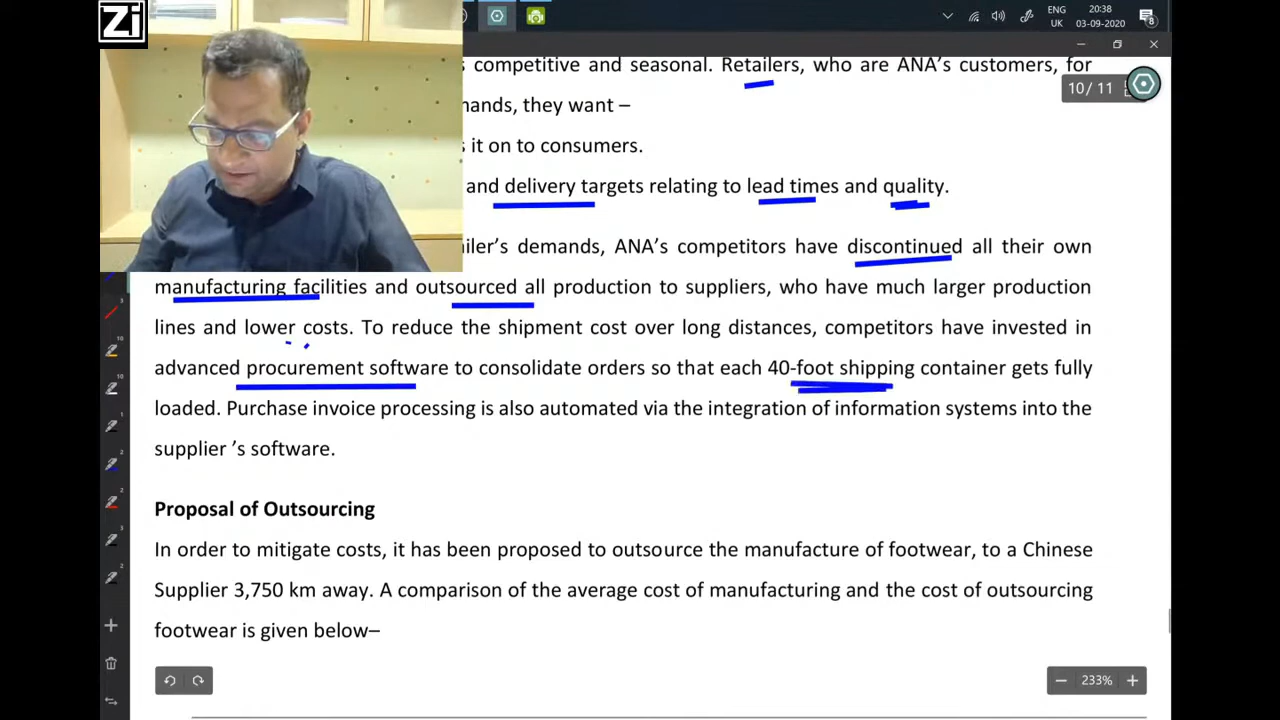 Zi
ENG
UK
20:38
03-09-2020
8
s competitive and seasonal. Retailers, who are ANA's customers, for
10/ 11
nands, they want –
s it on to consumers.
and delivery targets relating to lead times and quality.
iler's demands, ANA's competitors have discontinued all their own
manufacturing facilities and outsourced all production to suppliers, who have much larger production
lines and lower costs. To reduce the shipment cost over long distances, competitors have invested in
advanced procurement software to consolidate orders so that each 40-foot shipping container gets fully
loaded. Purchase invoice processing is also automated via the integration of information systems into the
supplier 's software.
Proposal of Outsourcing
In order to mitigate costs, it has been proposed to outsource the manufacture of footwear, to a Chinese
Supplier 3,750 km away. A comparison of the average cost of manufacturing and the cost of outsourcing
footwear is given below–
233%